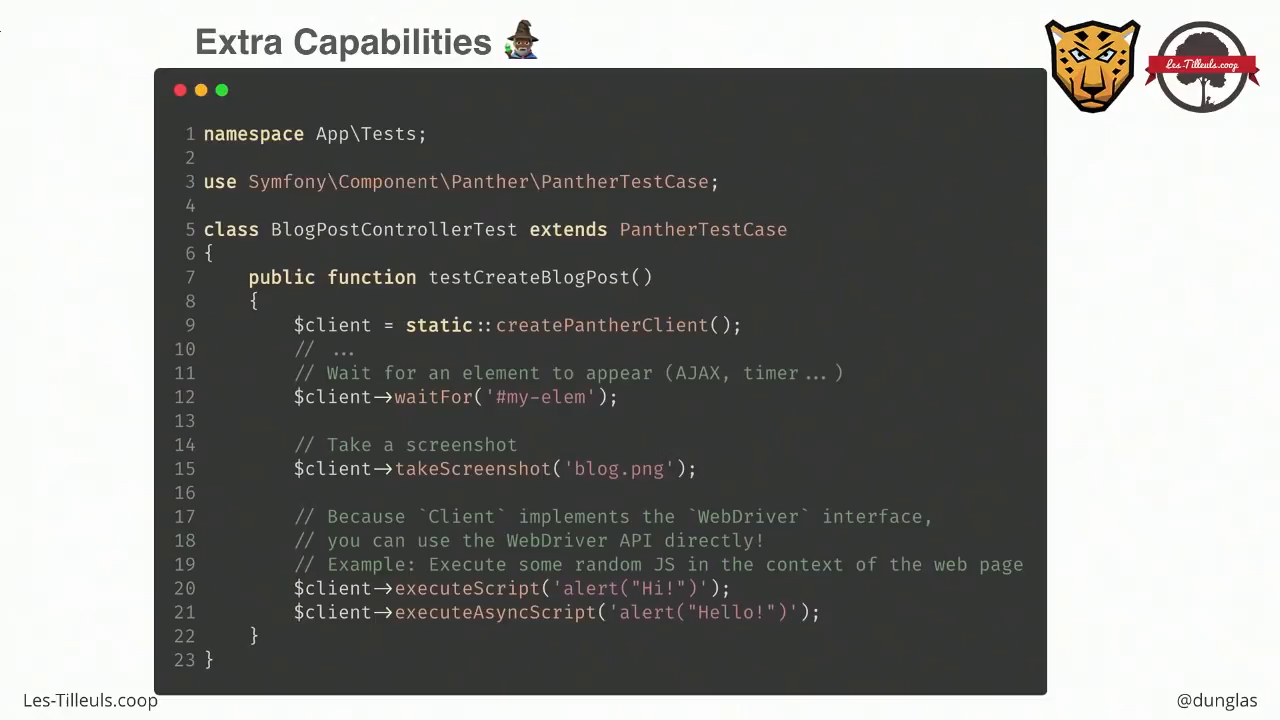 Extra Capabilities
Les-Tilleuls.coop
1 namespace App\Tests;
2
3 use Symfony\Component\Panther\PantherTestCase;
4
5 class BlogPostControllerTest extends PantherTestCase
6 {
7     public function testCreateBlogPost()
8     {
9         $client = static::createPantherClient();
10         // ...
11         // Wait for an element to appear (AJAX, timer...)
12         $client->waitFor('#my-elem');
13
14         // Take a screenshot
15         $client->takeScreenshot('blog.png');
16
17         // Because `Client` implements the `WebDriver` interface,
18         // you can use the WebDriver API directly!
19         // Example: Execute some random JS in the context of the web page
20         $client->executeScript('alert("Hi!")');
21         $client->executeAsyncScript('alert("Hello!")');
22     }
23 }
Les-Tilleuls.coop
@dunglas